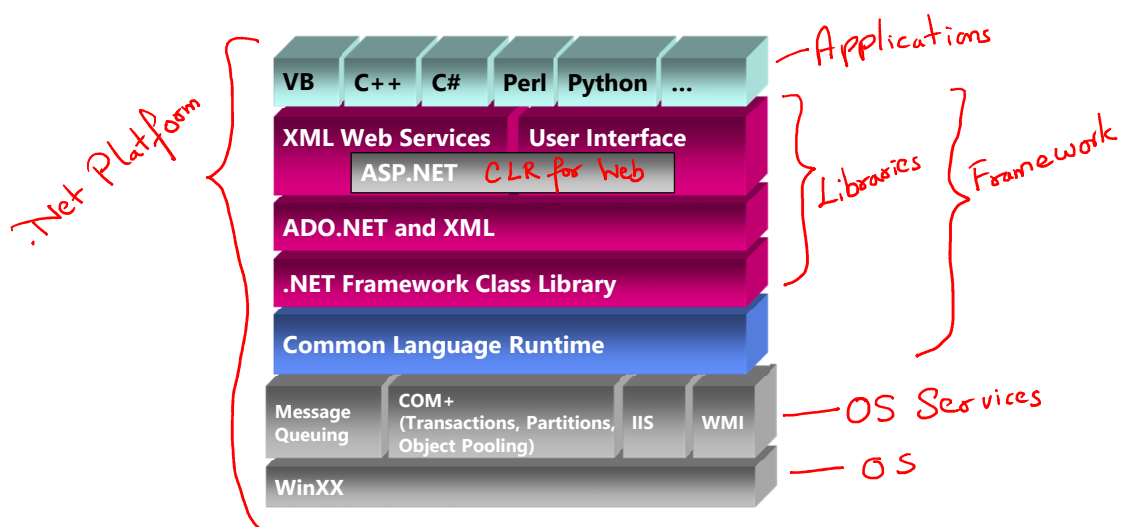 Applications
VB C++ C# Perl Python ...
XML Web Services User Interface
ASP.NET CLR for Web
.Net Platform
Libraries
Framework
ADO.NET and XML
.NET Framework Class Library
Common Language Runtime
Message
Queuing
COM+
(Transactions, Partitions,
Object Pooling)
IIS
WMI
OS Services
WinXX
OS